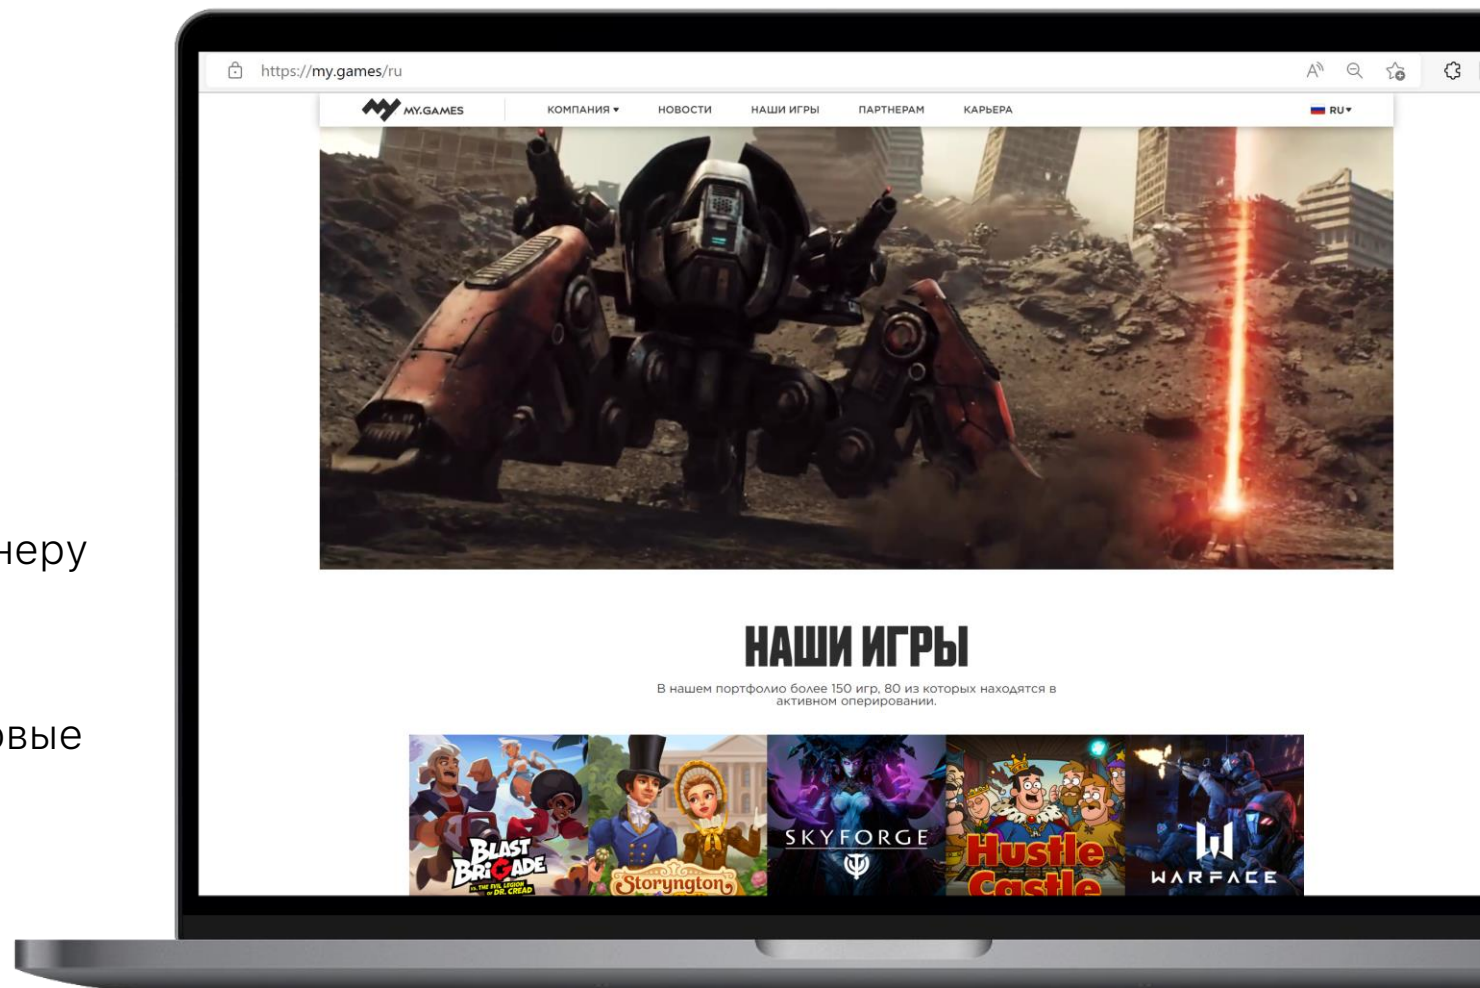 https://my.games/ru
MY.GAMES
КОМПАНИЯ
НОВОСТИ
НАШИ ИГРЫ
ПАРТНЕРАМ
КАРЬЕРА
RU
неру
овые
НАШИ ИГРЫ
В нашем портфолио более 150 игр, 80 из которых находятся в
активном оперировании.
BLAST
BRIGADE
VS. THE EVIL LEGION
OF DR. CREAD
Storyngton
SKYFORGE
Hustle
Castle
WARFACE